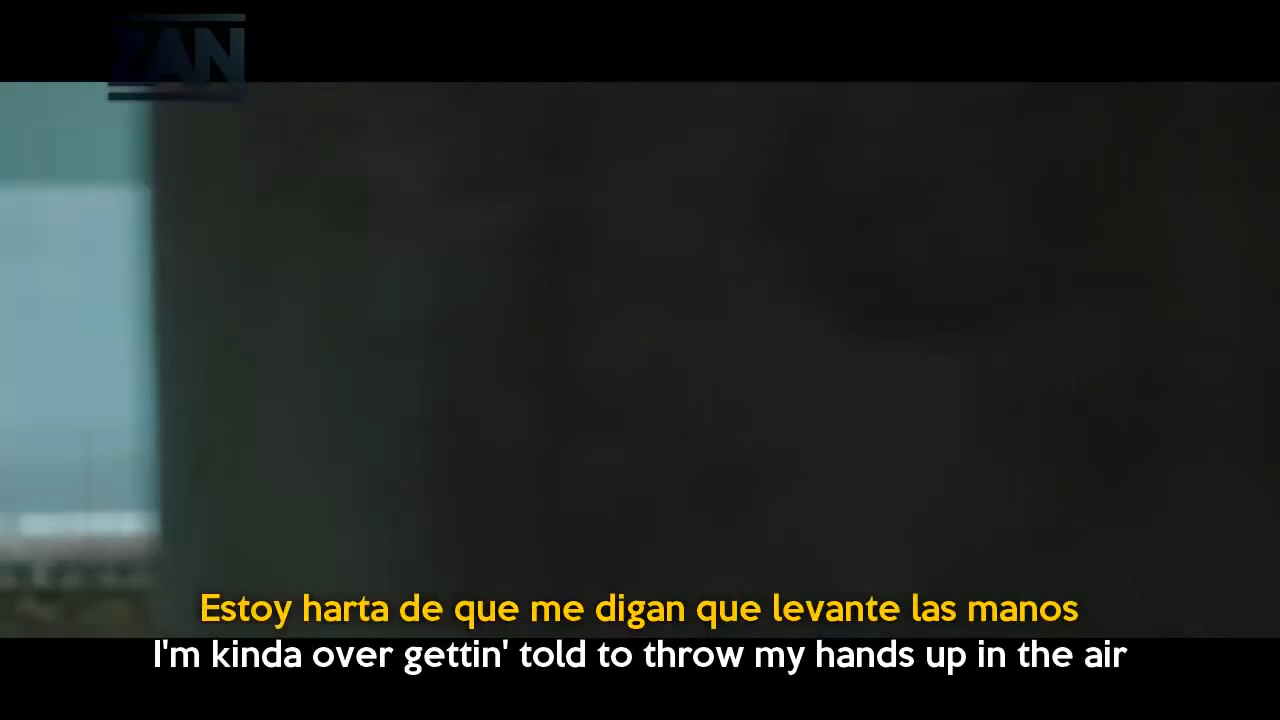 ZAN
Estoy harta de que me digan que levante las manos
I'm kinda over gettin' told to throw my hands up in the air